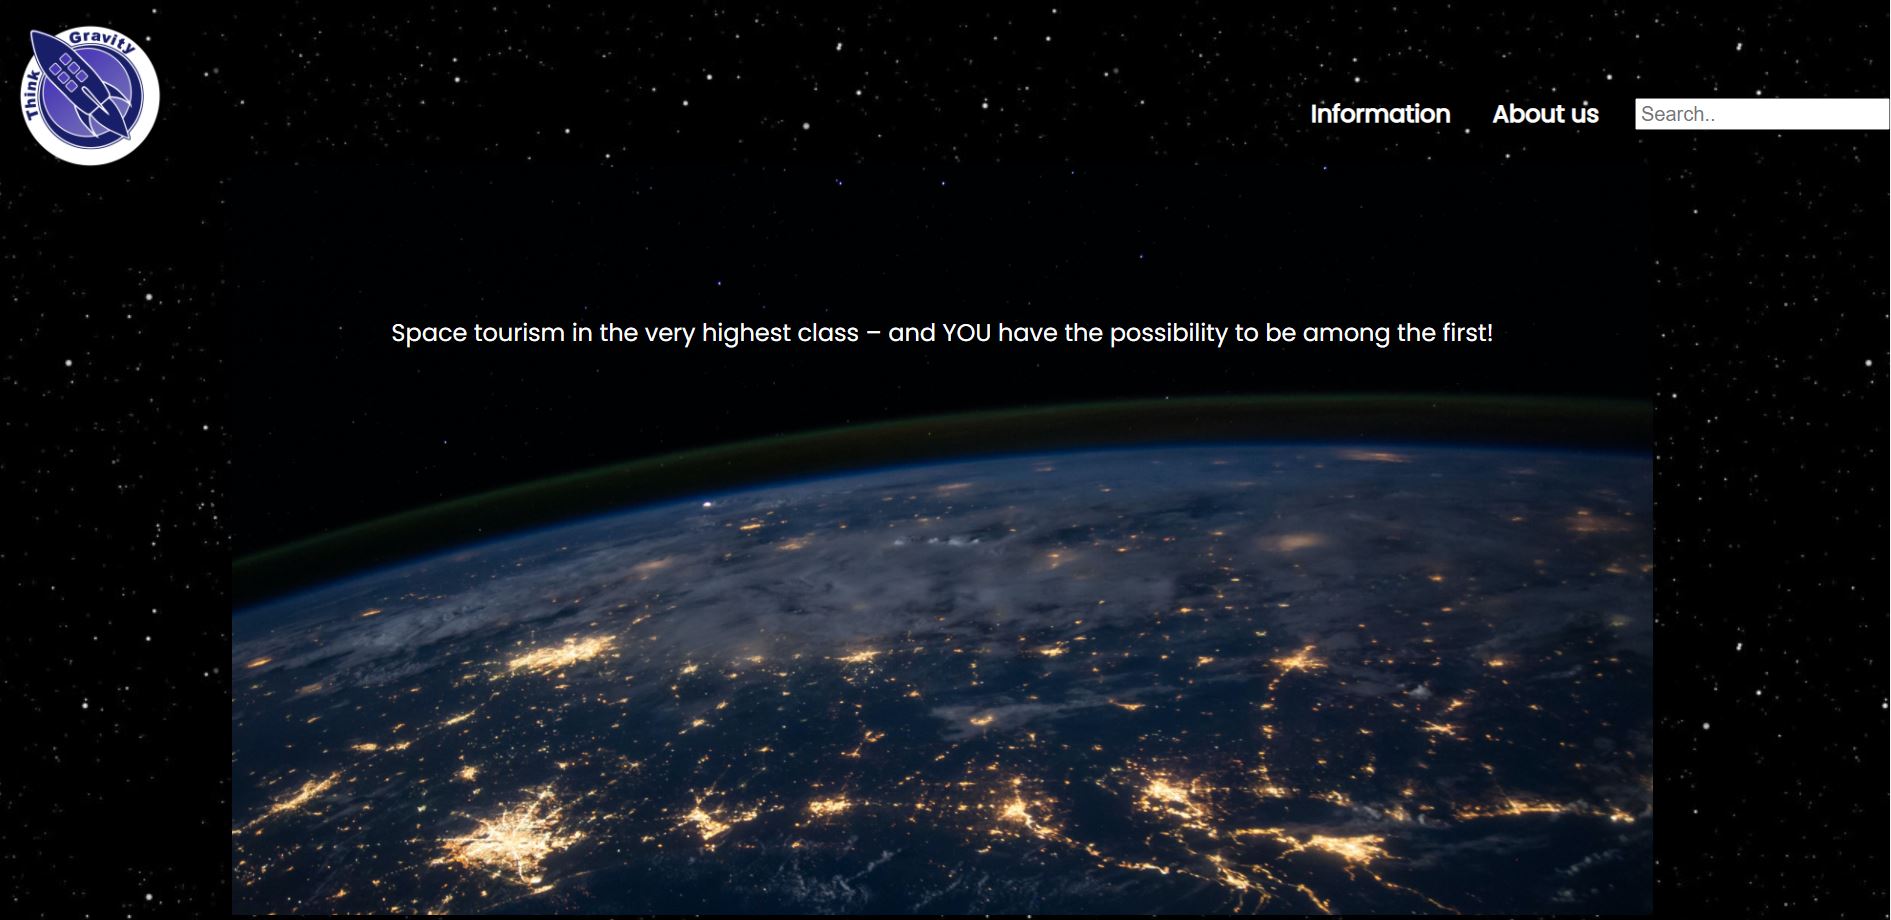 Think Gravity
Information
About us
Search..
Space tourism in the very highest class – and YOU have the possibility to be among the first!